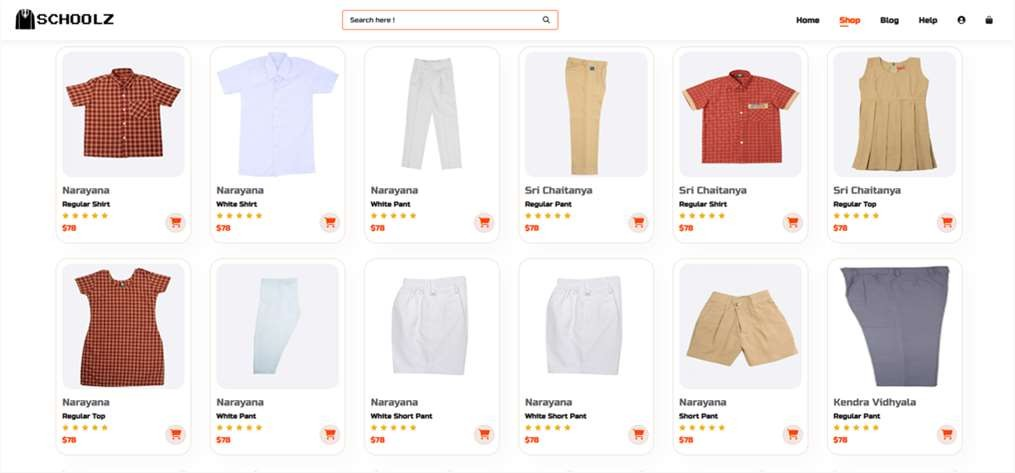 SCHOOLZ
Search here !
Home Shop Blog Help
Narayana
Regular Shirt
$78
Narayana
White Shirt
$78
Narayana
White Pant
$78
Sri Chaitanya
Regular Pant
$78
Sri Chaitanya
Regular Shirt
$78
Sri Chaitanya
Regular Top
$78
Narayana
Regular Top
$78
Narayana
White Pant
$78
Narayana
White Short Pant
$78
Narayana
White Short Pant
$78
Narayana
Short Pant
$78
Kendra Vidhyala
Regular Pant
$78